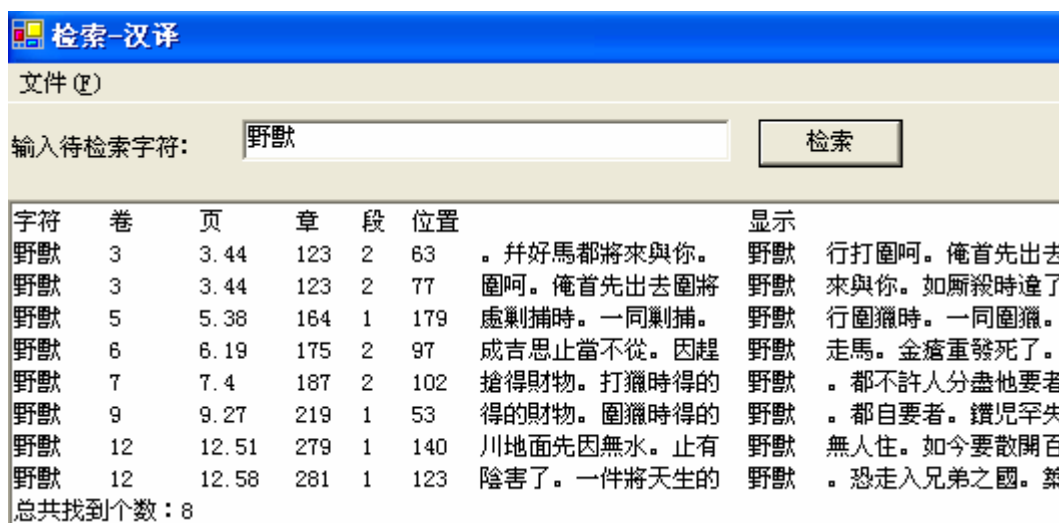 检索-汉译
文件(F)
输入待检索字符: 野獸 检索
字符 卷 页 章 段 位置 显示
野獸 3 3.44 123 2 63 。幷好馬都將來與你。 野獸 行打圍呵。俺首先出去
野獸 3 3.44 123 2 77 圍呵。俺首先出去圍將 野獸 來與你。如厮殺時違了
野獸 5 5.38 164 1 179 處剿捕時。一同剿捕。 野獸 行圍獵時。一同圍獵。
野獸 6 6.19 175 2 97 成吉思止當不從。因趕 野獸 走馬。金瘡重發死了。
野獸 7 7.4 187 2 102 搶得財物。打獵時得的 野獸 。都不許人分盡他要者
野獸 9 9.27 219 1 53 得的財物。圍獵時得的 野獸 。都自要者。鎖児罕失
野獸 12 12.51 279 1 140 川地面先因無水。止有 野獸 無人住。如今要散開百
野獸 12 12.58 281 1 123 陰害了。一件將天生的 野獸 。恐走入兄弟之國。築
总共找到个数：8